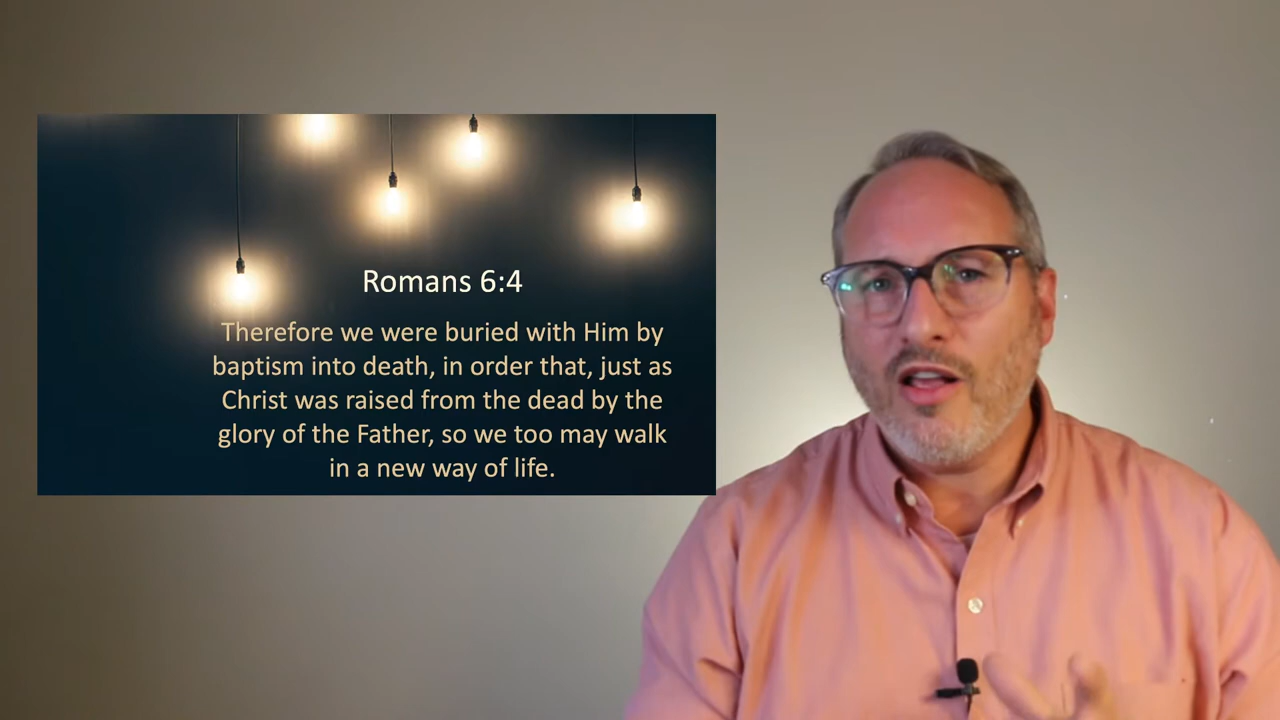 Romans 6:4
Therefore we were buried with Him by
baptism into death, in order that, just as
Christ was raised from the dead by the
glory of the Father, so we too may walk
in a new way of life.